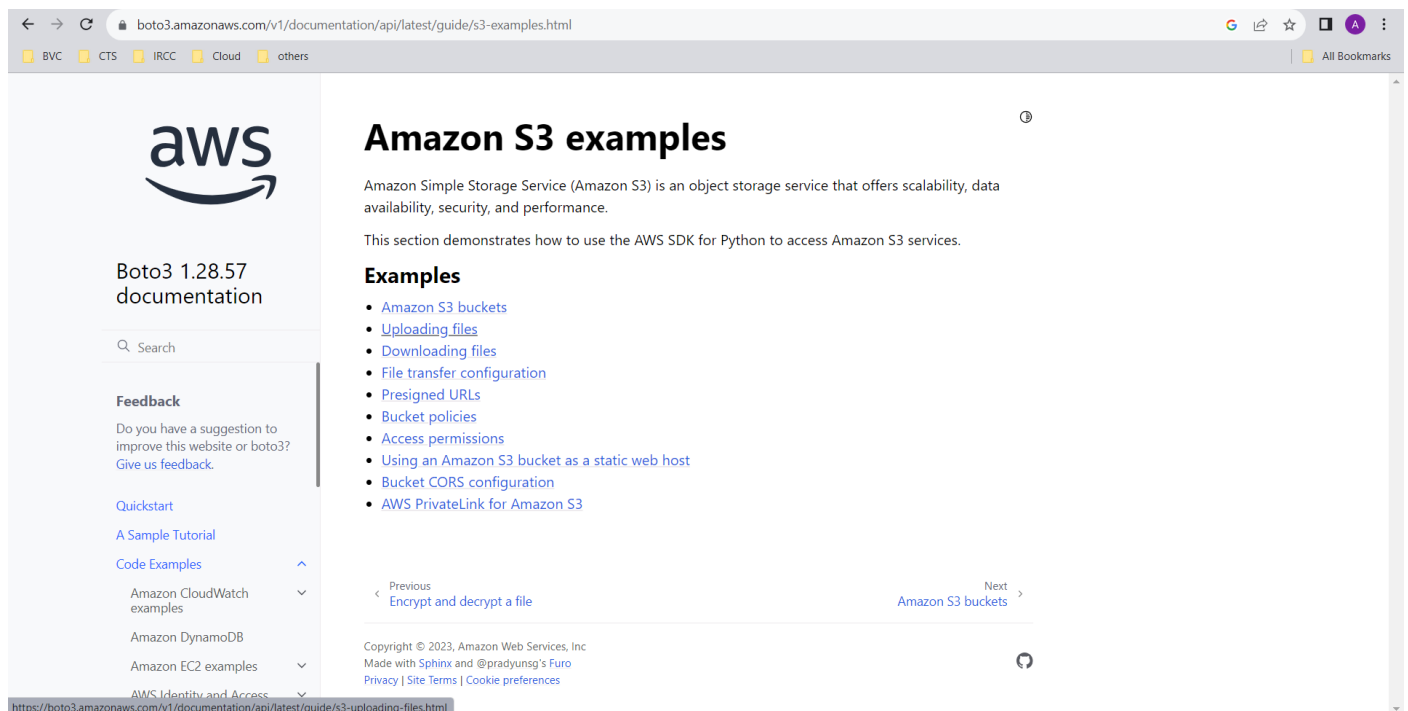 boto3.amazonaws.com/v1/documentation/api/latest/guide/s3-examples.html
G
A
BVC
CTS
IRCC
Cloud
others
All Bookmarks
aws
Boto3 1.28.57
documentation
Search
Feedback
Do you have a suggestion to
improve this website or boto3?
Give us feedback.
Quickstart
A Sample Tutorial
Code Examples
Amazon CloudWatch
examples
Amazon DynamoDB
Amazon EC2 examples
AWS Identity and Access
Amazon S3 examples
Amazon Simple Storage Service (Amazon S3) is an object storage service that offers scalability, data
availability, security, and performance.
This section demonstrates how to use the AWS SDK for Python to access Amazon S3 services.
Examples
Amazon S3 buckets
Uploading files
Downloading files
File transfer configuration
Presigned URLs
Bucket policies
Access permissions
Using an Amazon S3 bucket as a static web host
Bucket CORS configuration
AWS PrivateLink for Amazon S3
Previous
Encrypt and decrypt a file
Next
Amazon S3 buckets
Copyright © 2023, Amazon Web Services, Inc
Made with Sphinx and @pradyunsg's Furo
Privacy | Site Terms | Cookie preferences
https://boto3.amazonaws.com/v1/documentation/api/latest/guide/s3-uploading-files.html